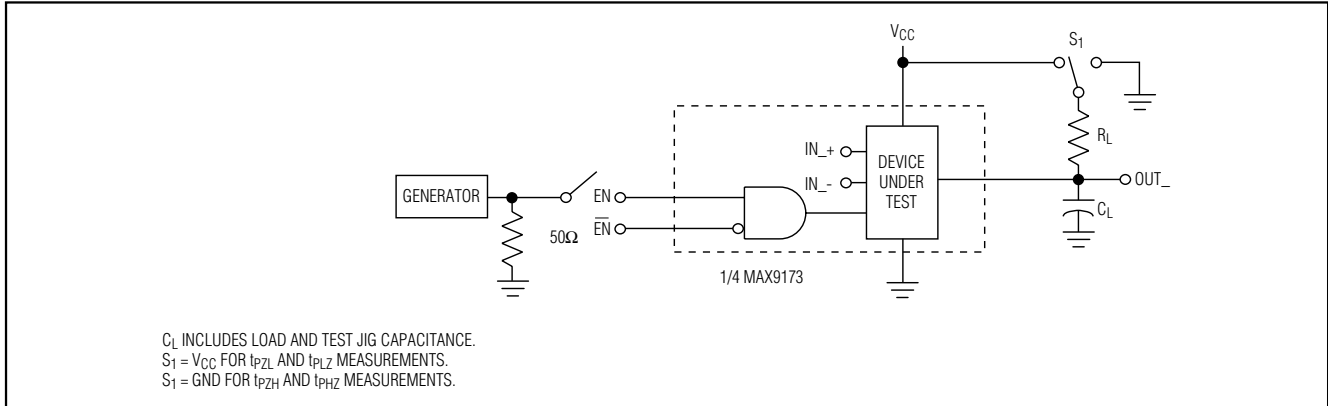 VCC
S1
RL
IN_+
IN_-
DEVICE
UNDER
TEST
OUT_
CL
GENERATOR
50Ω
EN
E̅N̅
1/4 MAX9173
CL INCLUDES LOAD AND TEST JIG CAPACITANCE.
S1 = VCC FOR tPZL AND tPLZ MEASUREMENTS.
S1 = GND FOR tPZH AND tPHZ MEASUREMENTS.